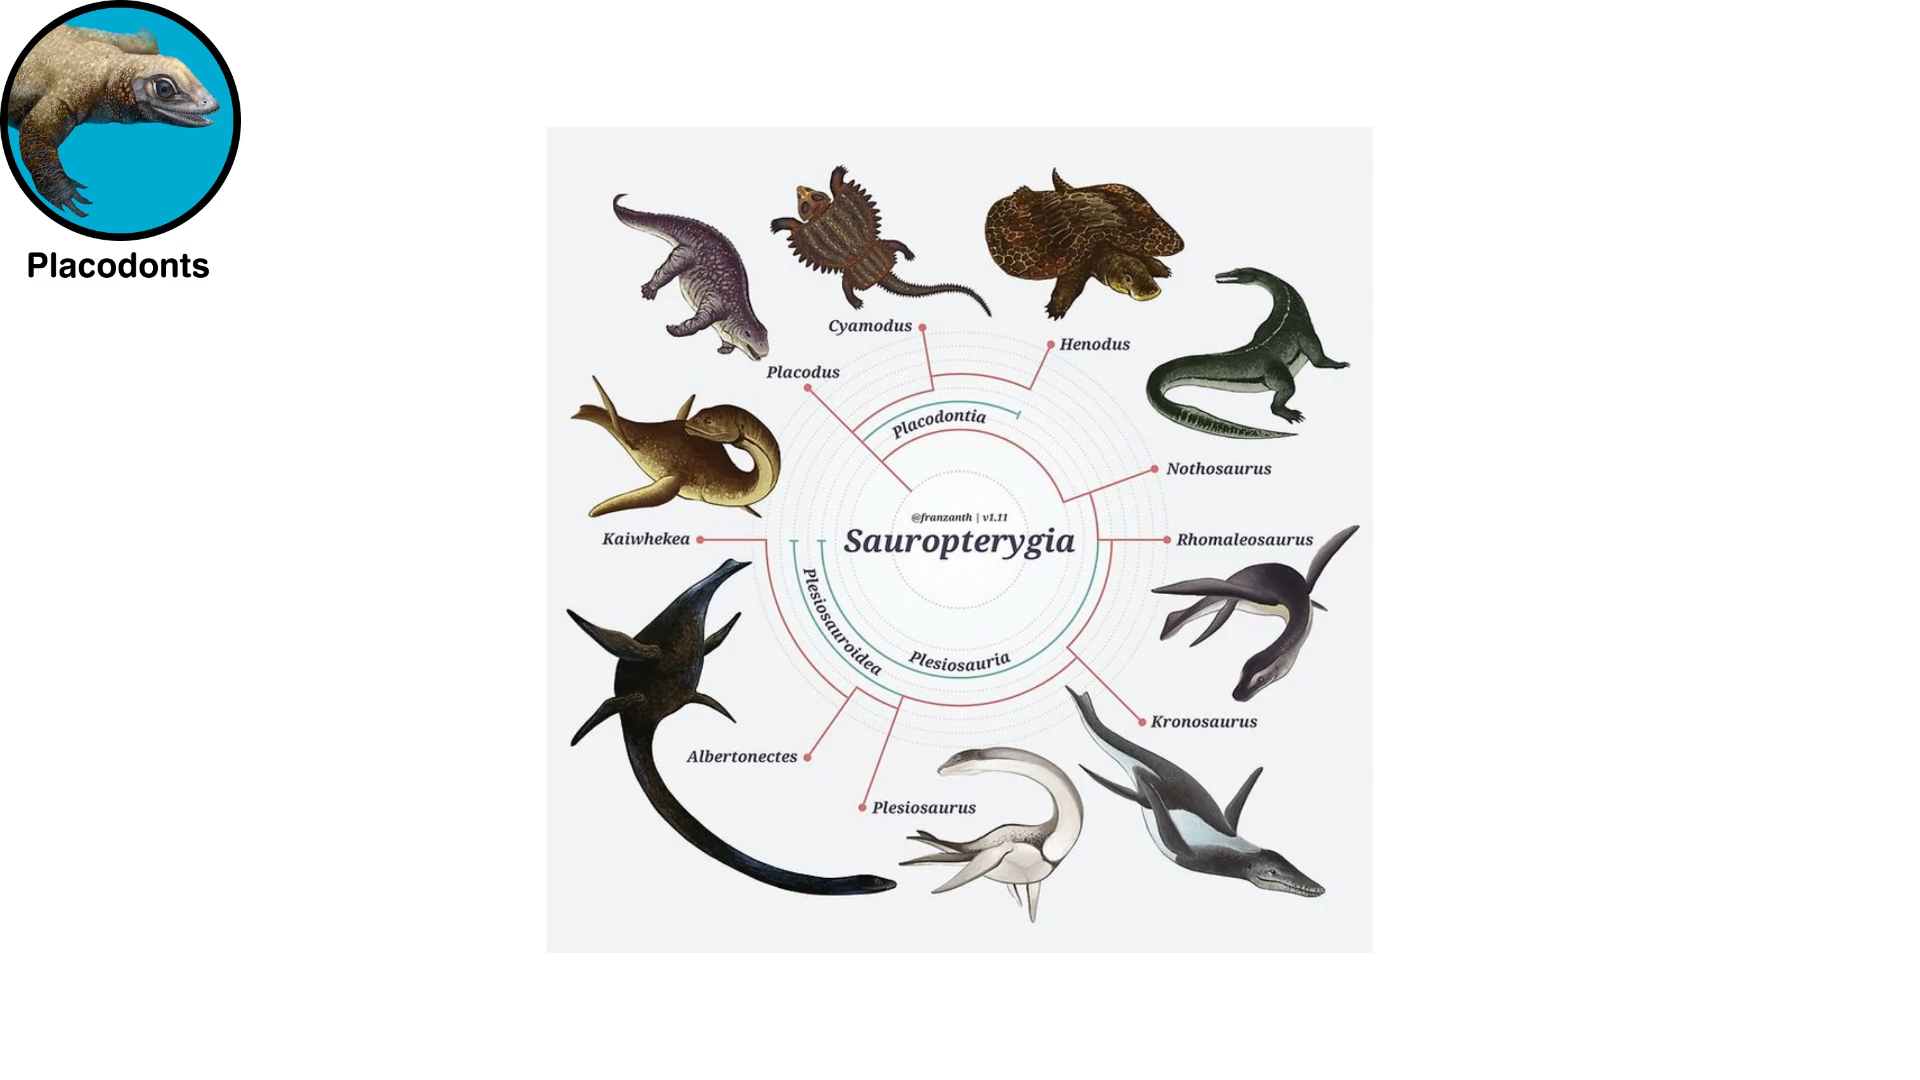 Placodonts
Cyamodus
Henodus
Placodus
Placodontia
Nothosaurus
@franzanth | v1.11
Sauropterygia
Kaiwhekea
Rhomaleosaurus
Plesiosauroidea
Plesiosauria
Kronosaurus
Albertonectes
Plesiosaurus